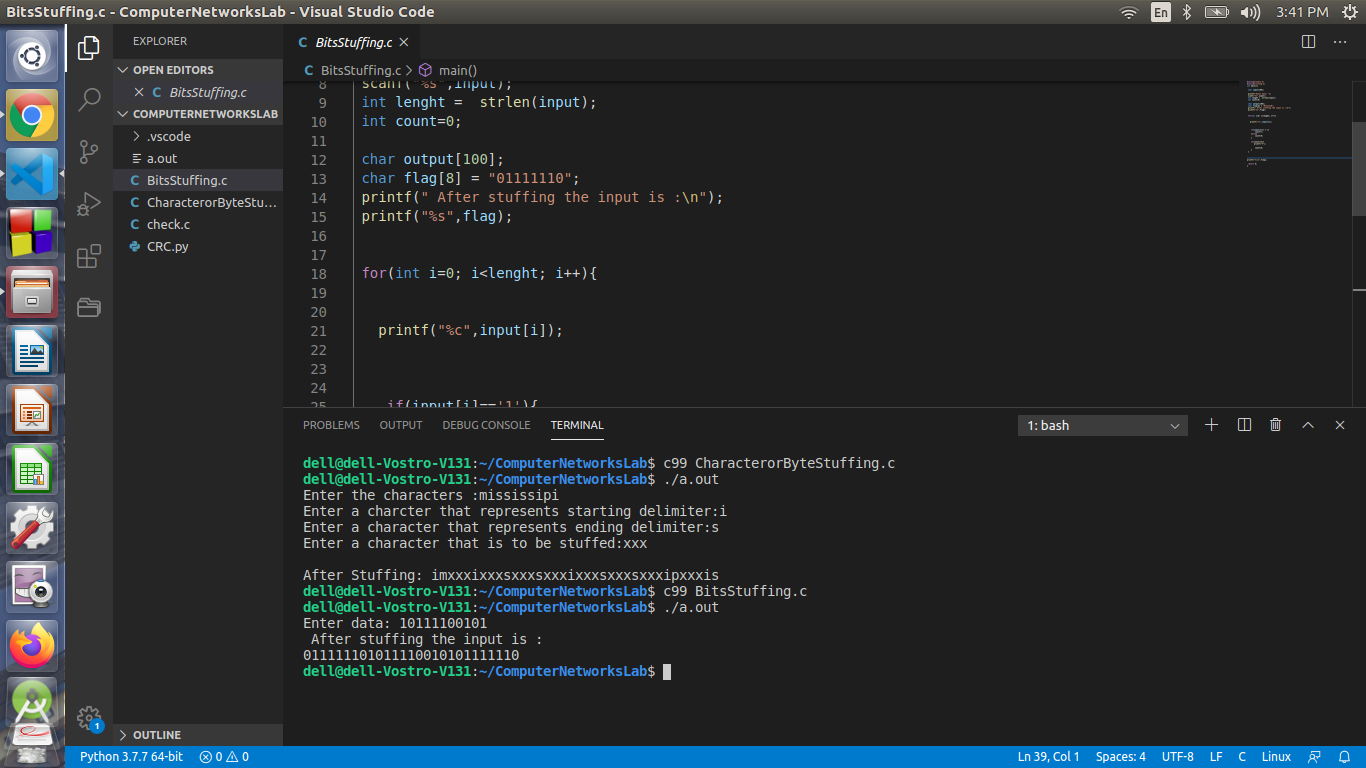 BitsStuffing.c - ComputerNetworksLab - Visual Studio Code
En
3:41 PM
EXPLORER
OPEN EDITORS
BitsStuffing.c
COMPUTERNETWORKSLAB
.vscode
a.out
C BitsStuffing.c
C CharacterorByteStu...
C check.c
CRC.py
OUTLINE
C BitsStuffing.c
C BitsStuffing.c > main()
8 scanf("%s",input);
9 int lenght =  strlen(input);
10 int count=0;
11
12 char output[100];
13 char flag[8] = "01111110";
14 printf(" After stuffing the input is :\n");
15 printf("%s",flag);
16
17
18 for(int i=0; i<lenght; i++){
19
20
21 printf("%c",input[i]);
22
23
24
25 if(input[i]=='1'){
PROBLEMS OUTPUT DEBUG CONSOLE TERMINAL
1: bash
dell@dell-Vostro-V131:~/ComputerNetworksLab$ c99 CharacterorByteStuffing.c
dell@dell-Vostro-V131:~/ComputerNetworksLab$ ./a.out
Enter the characters :mississipi
Enter a charcter that represents starting delimiter:i
Enter a character that represents ending delimiter:s
Enter a character that is to be stuffed:xxx
After Stuffing: imxxxixxxsxxxsxxxixxxsxxxsxxxipxxxis
dell@dell-Vostro-V131:~/ComputerNetworksLab$ c99 BitsStuffing.c
dell@dell-Vostro-V131:~/ComputerNetworksLab$ ./a.out
Enter data: 10111100101
After stuffing the input is :
011111101011110010101111110
dell@dell-Vostro-V131:~/ComputerNetworksLab$
1
Python 3.7.7 64-bit 0 0 Ln 39, Col 1 Spaces: 4 UTF-8 LF C Linux